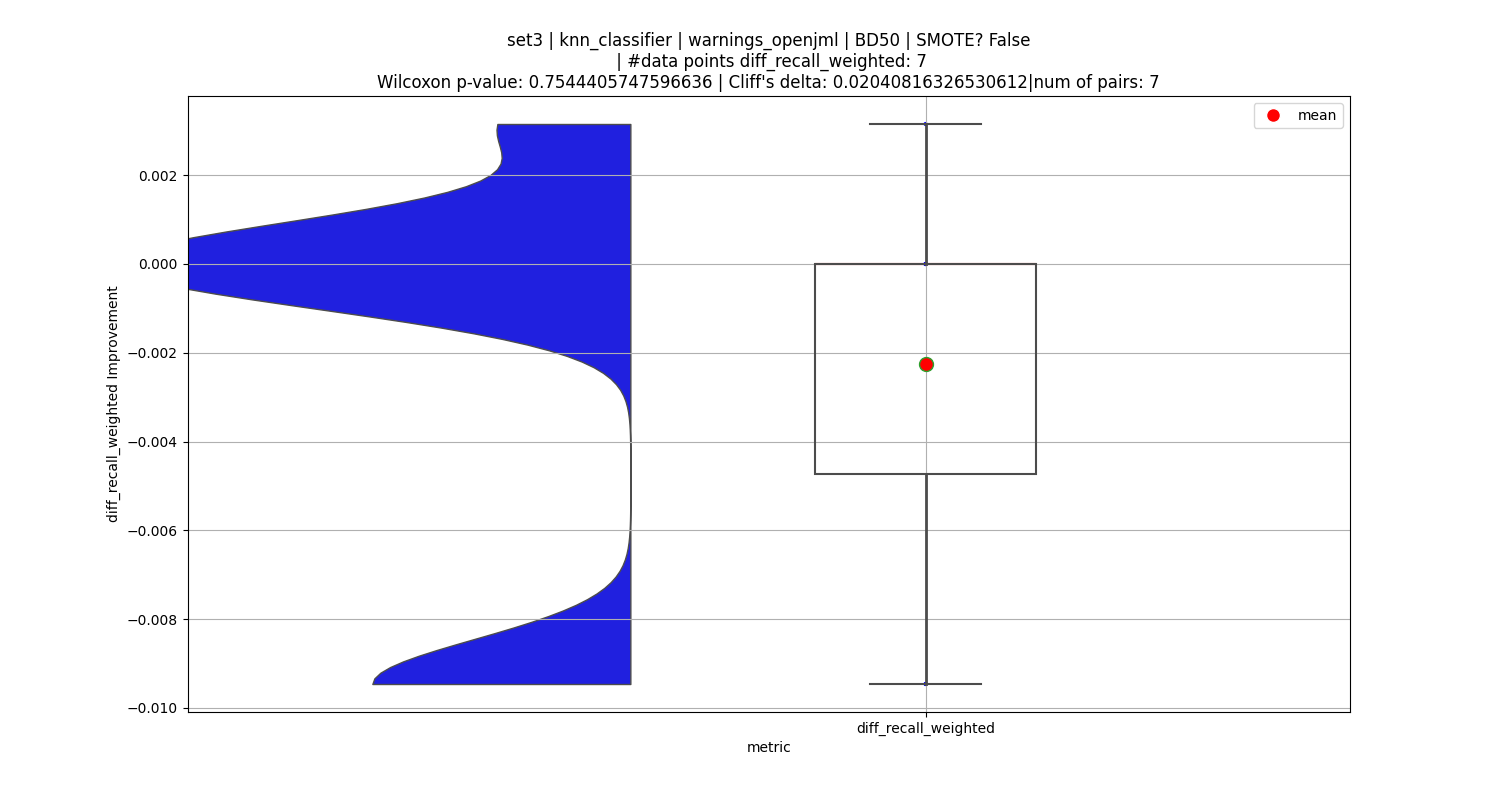 set3 | knn_classifier | warnings_openjml | BD50 | SMOTE? False
| #data points diff_recall_weighted: 7
Wilcoxon p-value: 0.7544405747596636 | Cliff's delta: 0.02040816326530612|num of pairs: 7
mean
0.002
0.000
−0.002
−0.004
−0.006
−0.008
−0.010
diff_recall_weighted Improvement
diff_recall_weighted
metric